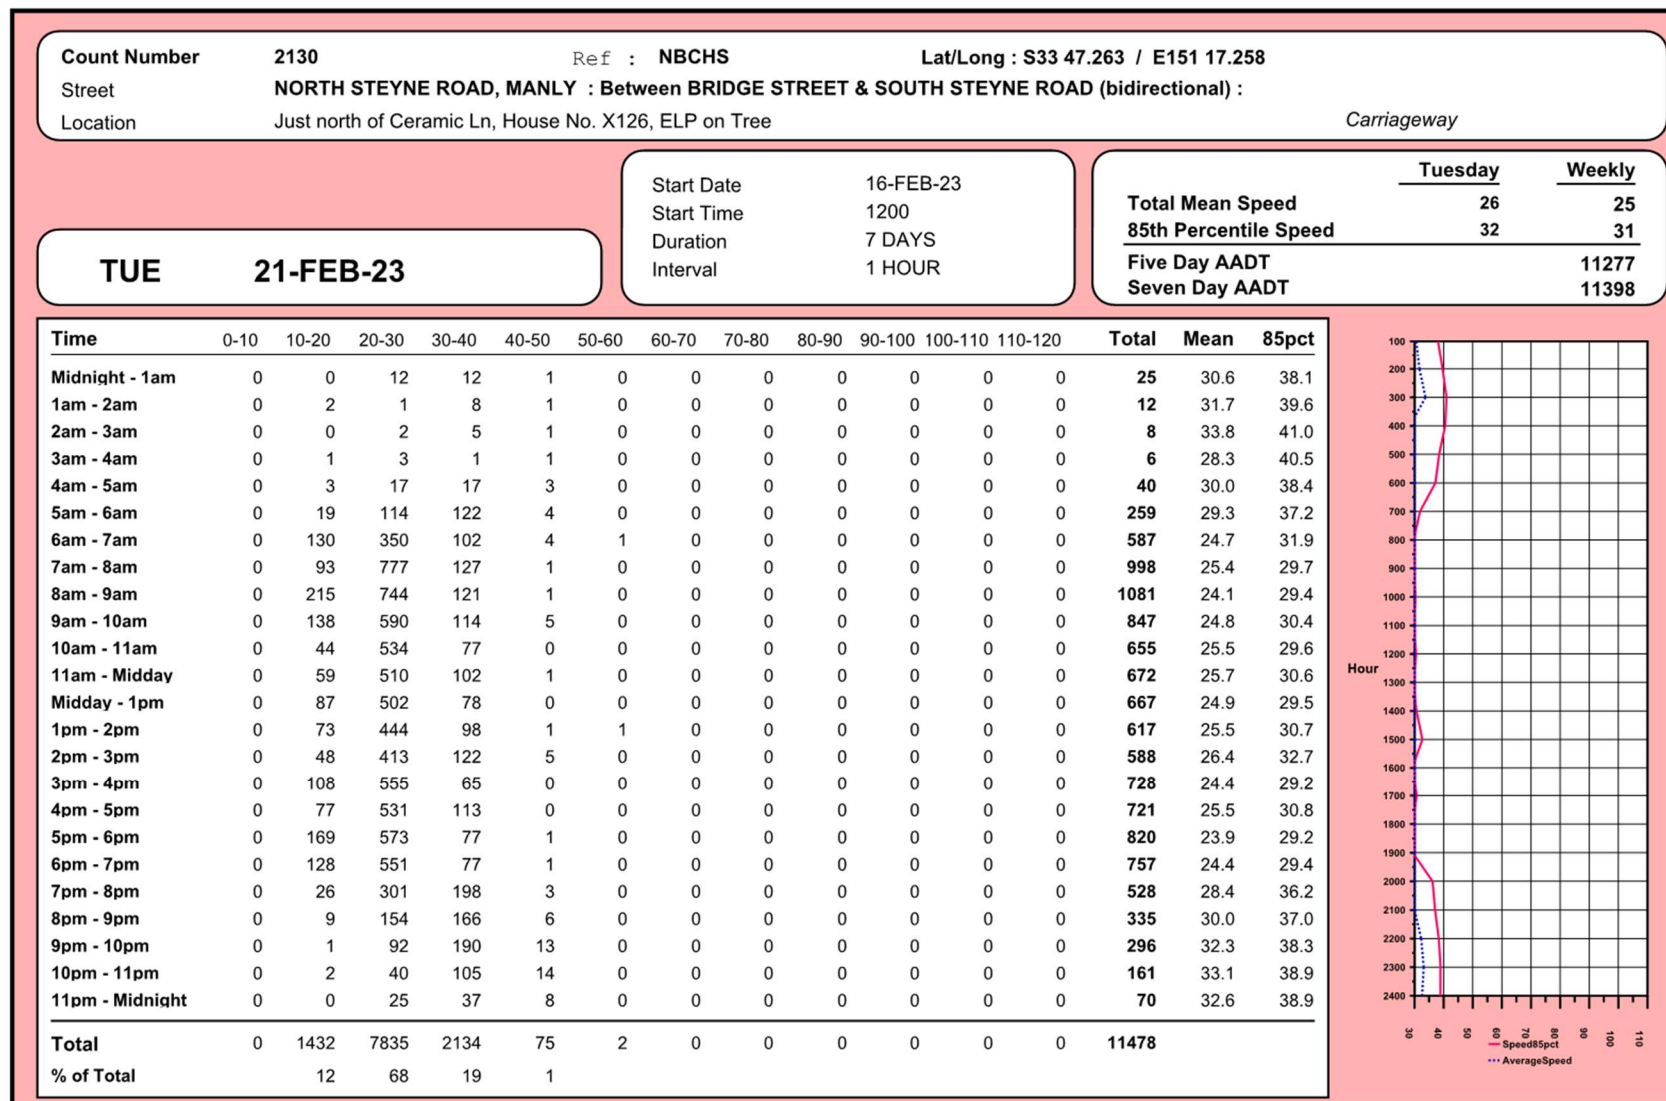 Count Number 2130 Ref : NBCHS Lat/Long : S33 47.263 / E151 17.258
Street NORTH STEYNE ROAD, MANLY : Between BRIDGE STREET & SOUTH STEYNE ROAD (bidirectional) :
Location Just north of Ceramic Ln, House No. X126, ELP on Tree Carriageway
TUE 21-FEB-23
Start Date 16-FEB-23
Start Time 1200
Duration 7 DAYS
Interval 1 HOUR
Tuesday Weekly
Total Mean Speed 26 25
85th Percentile Speed 32 31
Five Day AADT 11277
Seven Day AADT 11398
Time 0-10 10-20 20-30 30-40 40-50 50-60 60-70 70-80 80-90 90-100 100-110 110-120 Total Mean 85pct
Midnight - 1am 0 0 12 12 1 0 0 0 0 0 0 0 25 30.6 38.1
1am - 2am 0 2 1 8 1 0 0 0 0 0 0 0 12 31.7 39.6
2am - 3am 0 0 2 5 1 0 0 0 0 0 0 0 8 33.8 41.0
3am - 4am 0 1 3 1 1 0 0 0 0 0 0 0 6 28.3 40.5
4am - 5am 0 3 17 17 3 0 0 0 0 0 0 0 40 30.0 38.4
5am - 6am 0 19 114 122 4 0 0 0 0 0 0 0 259 29.3 37.2
6am - 7am 0 130 350 102 4 1 0 0 0 0 0 0 587 24.7 31.9
7am - 8am 0 93 777 127 1 0 0 0 0 0 0 0 998 25.4 29.7
8am - 9am 0 215 744 121 1 0 0 0 0 0 0 0 1081 24.1 29.4
9am - 10am 0 138 590 114 5 0 0 0 0 0 0 0 847 24.8 30.4
10am - 11am 0 44 534 77 0 0 0 0 0 0 0 0 655 25.5 29.6
11am - Midday 0 59 510 102 1 0 0 0 0 0 0 0 672 25.7 30.6
Midday - 1pm 0 87 502 78 0 0 0 0 0 0 0 0 667 24.9 29.5
1pm - 2pm 0 73 444 98 1 1 0 0 0 0 0 0 617 25.5 30.7
2pm - 3pm 0 48 413 122 5 0 0 0 0 0 0 0 588 26.4 32.7
3pm - 4pm 0 108 555 65 0 0 0 0 0 0 0 0 728 24.4 29.2
4pm - 5pm 0 77 531 113 0 0 0 0 0 0 0 0 721 25.5 30.8
5pm - 6pm 0 169 573 77 1 0 0 0 0 0 0 0 820 23.9 29.2
6pm - 7pm 0 128 551 77 1 0 0 0 0 0 0 0 757 24.4 29.4
7pm - 8pm 0 26 301 198 3 0 0 0 0 0 0 0 528 28.4 36.2
8pm - 9pm 0 9 154 166 6 0 0 0 0 0 0 0 335 30.0 37.0
9pm - 10pm 0 1 92 190 13 0 0 0 0 0 0 0 296 32.3 38.3
10pm - 11pm 0 2 40 105 14 0 0 0 0 0 0 0 161 33.1 38.9
11pm - Midnight 0 0 25 37 8 0 0 0 0 0 0 0 70 32.6 38.9
Total 0 1432 7835 2134 75 2 0 0 0 0 0 0 11478
% of Total 12 68 19 1
100
200
300
400
500
600
700
800
900
1000
1100
1200
Hour
1300
1400
1500
1600
1700
1800
1900
2000
2100
2200
2300
2400
30 40 50 60 70 80 90 100 110
Speed85pct
AverageSpeed